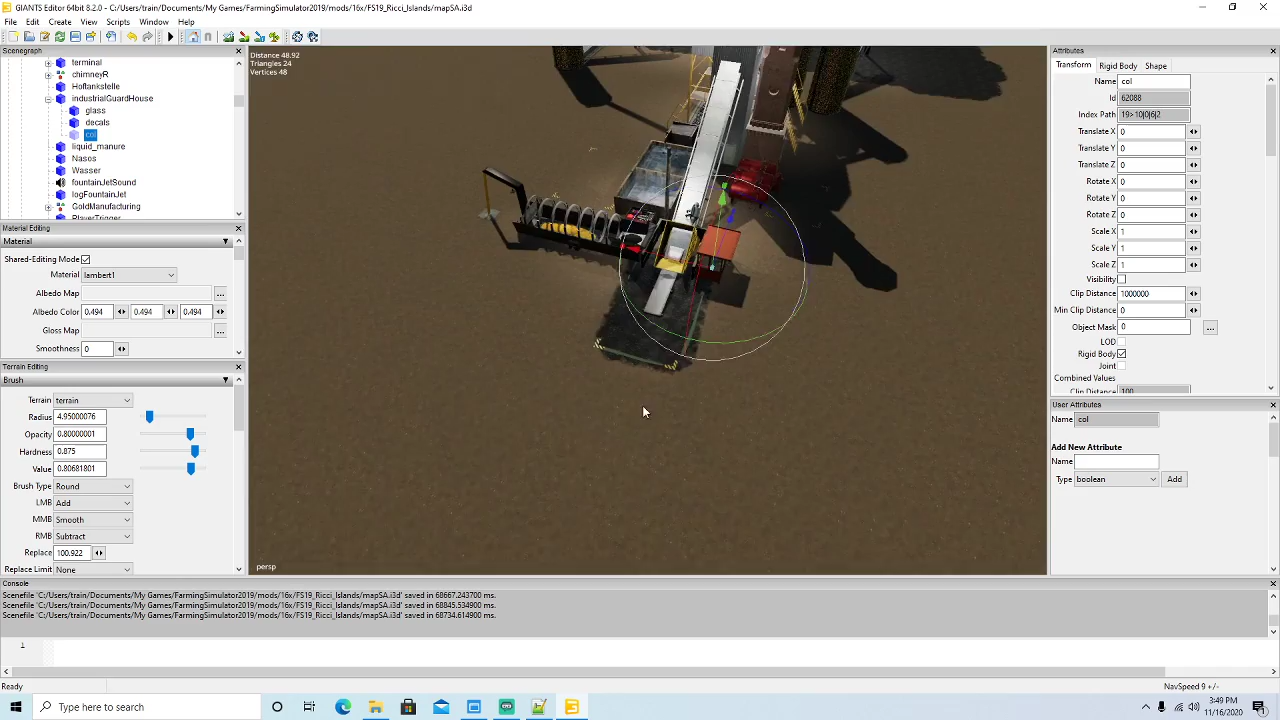 GIANTS Editor 64bit 8.2.0 - C:/Users/train/Documents/My Games/FarmingSimulator2019/mods/16x/FS19_Ricci_Islands/mapSA.i3d
File Edit Create View Scripts Window Help
Scenegraph
terminal
chimneyR
Hoftankstelle
industrialGuardHouse
glass
decals
col
liquid_manure
Nasos
Wasser
fountainJetSound
logFountainJet
GoldManufacturing
PlayerTrigger
Material Editing
Material
Shared-Editing Mode
Material lambert1
Albedo Map ...
Albedo Color 0.494 0.494 0.494
Gloss Map ...
Smoothness 0
Terrain Editing
Brush
Terrain terrain
Radius 4.95000076
Opacity 0.80000001
Hardness 0.875
Value 0.80681801
Brush Type Round
LMB Add
MMB Smooth
RMB Subtract
Replace 100.922
Replace Limit None
Distance 48.92
Triangles 24
Vertices 48
persp
Attributes
Transform Rigid Body Shape
Name col
Id 62088
Index Path 19>10|0|6|2
Translate X 0
Translate Y 0
Translate Z 0
Rotate X 0
Rotate Y 0
Rotate Z 0
Scale X 1
Scale Y 1
Scale Z 1
Visibility
Clip Distance 1000000
Min Clip Distance 0
Object Mask 0 ...
LOD
Rigid Body
Joint
Combined Values
Clip Distance 100
User Attributes
Name col
Add New Attribute
Name
Type boolean Add
Console
Scenefile 'C:/Users/train/Documents/My Games/FarmingSimulator2019/mods/16x/FS19_Ricci_Islands/mapSA.i3d' saved in 68667.243700 ms.
Scenefile 'C:/Users/train/Documents/My Games/FarmingSimulator2019/mods/16x/FS19_Ricci_Islands/mapSA.i3d' saved in 68845.534900 ms.
Scenefile 'C:/Users/train/Documents/My Games/FarmingSimulator2019/mods/16x/FS19_Ricci_Islands/mapSA.i3d' saved in 68734.614900 ms.
1
Ready
NavSpeed 9 +/-
Type here to search
3:49 PM
11/16/2020